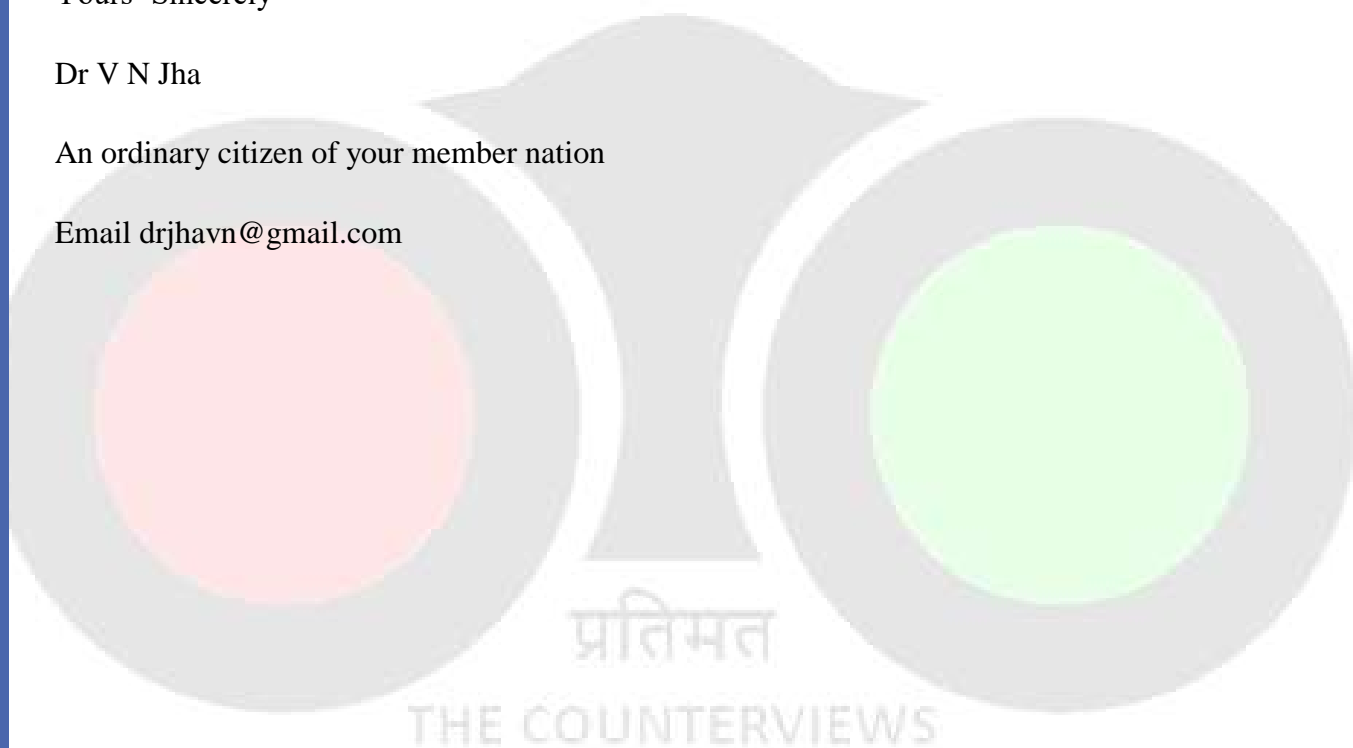 Yours Sincerely
Dr V N Jha
An ordinary citizen of your member nation
Email drjhavn@gmail.com
प्रतिमत
THE COUNTERVIEWS